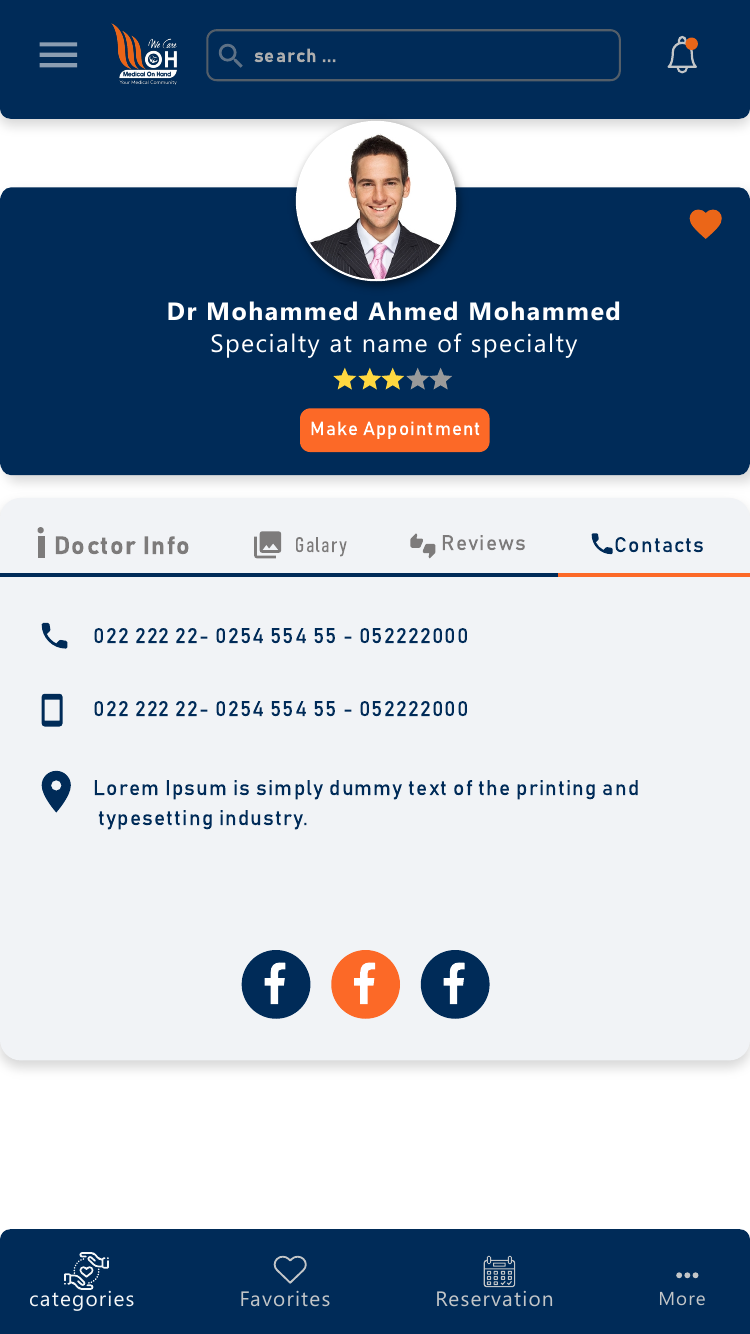 We Care
OH
Medical On Hand
Your Medical Community
search ...
Dr Mohammed Ahmed Mohammed
Specialty at name of specialty
Make Appointment
Doctor Info
Galary
Reviews
Contacts
022 222 22- 0254 554 55 - 052222000
022 222 22- 0254 554 55 - 052222000
Lorem Ipsum is simply dummy text of the printing and
typesetting industry.
categories
Favorites
Reservation
More